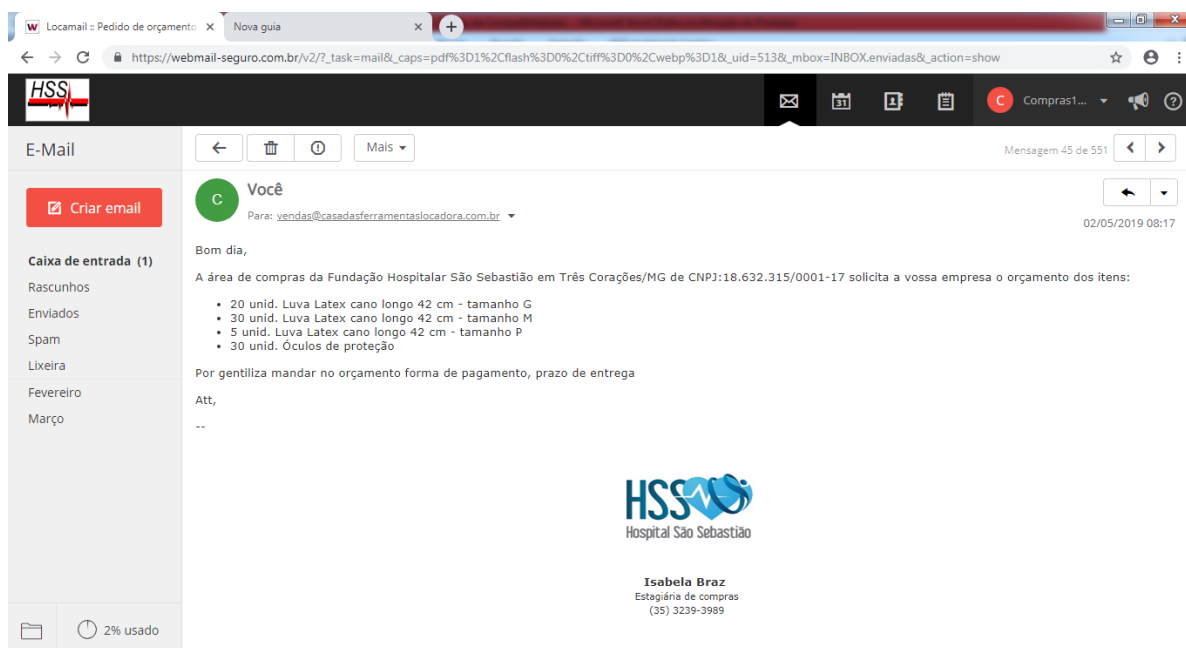 Locamail :: Pedido de orçamento
Nova guia
https://webmail-seguro.com.br/v2/?_task=mail&_caps=pdf%3D1%2Cflash%3D0%2Ctiff%3D0%2Cwebp%3D1&_uid=513&_mbox=INBOX.enviadas&_action=show
HSS
31
C Compras1...
E-Mail
Mais
Mensagem 45 de 551
Criar email
C
Você
Para: vendas@casadasferramentaslocadora.com.br
02/05/2019 08:17
Caixa de entrada (1)
Rascunhos
Enviados
Spam
Lixeira
Fevereiro
Março
Bom dia,
A área de compras da Fundação Hospitalar São Sebastião em Três Corações/MG de CNPJ:18.632.315/0001-17 solicita a vossa empresa o orçamento dos itens:
• 20 unid. Luva Latex cano longo 42 cm - tamanho G
• 30 unid. Luva Latex cano longo 42 cm - tamanho M
• 5 unid. Luva Latex cano longo 42 cm - tamanho P
• 30 unid. Óculos de proteção
Por gentiliza mandar no orçamento forma de pagamento, prazo de entrega
Att,
--
HSS
Hospital São Sebastião
Isabela Braz
Estagiária de compras
(35) 3239-3989
2% usado